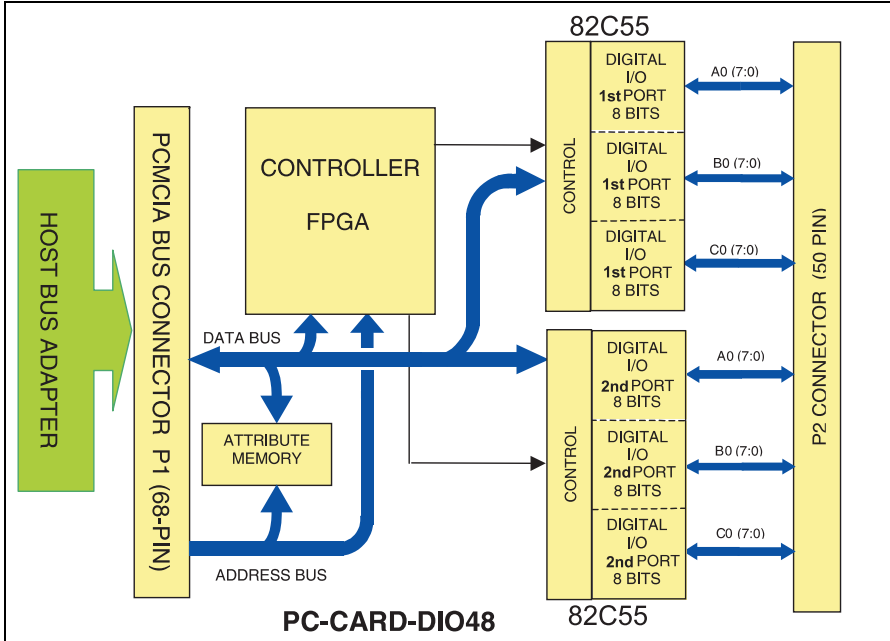 82C55
HOST BUS ADAPTER
PCMCIA BUS CONNECTOR P1 (68-PIN)
CONTROLLER
FPGA
DATA BUS
ATTRIBUTE
MEMORY
ADDRESS BUS
CONTROL
DIGITAL
I/O
1st PORT
8 BITS
DIGITAL
I/O
1st PORT
8 BITS
DIGITAL
I/O
1st PORT
8 BITS
A0 (7:0)
B0 (7:0)
C0 (7:0)
CONTROL
DIGITAL
I/O
2nd PORT
8 BITS
DIGITAL
I/O
2nd PORT
8 BITS
DIGITAL
I/O
2nd PORT
8 BITS
A0 (7:0)
B0 (7:0)
C0 (7:0)
P2 CONNECTOR (50 PIN)
82C55
PC-CARD-DIO48